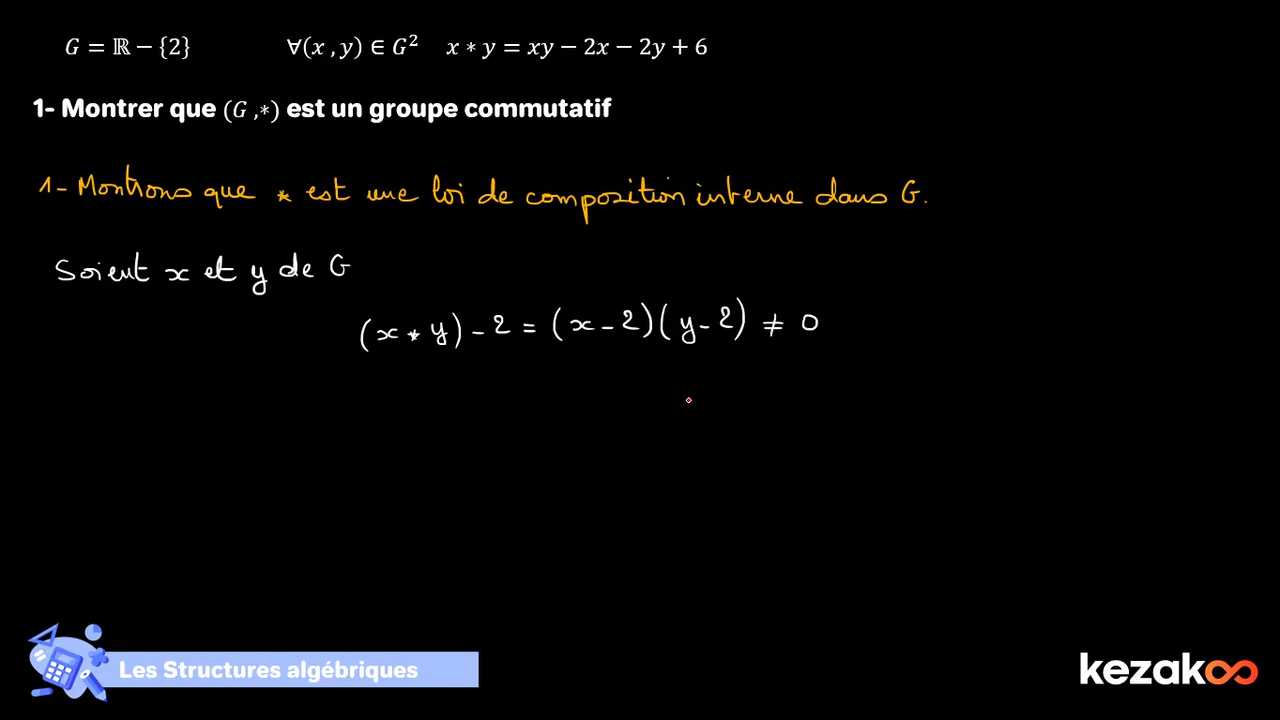 G = ℝ − {2} ∀(x , y) ∈ G² x ∗ y = xy − 2x − 2y + 6
1- Montrer que (G ,∗) est un groupe commutatif
1- Montrons que * est une loi de composition interne dans G.
Soient x et y de G
(x * y) - 2 = (x - 2)(y - 2) ≠ 0
Les Structures algébriques
kezakoo